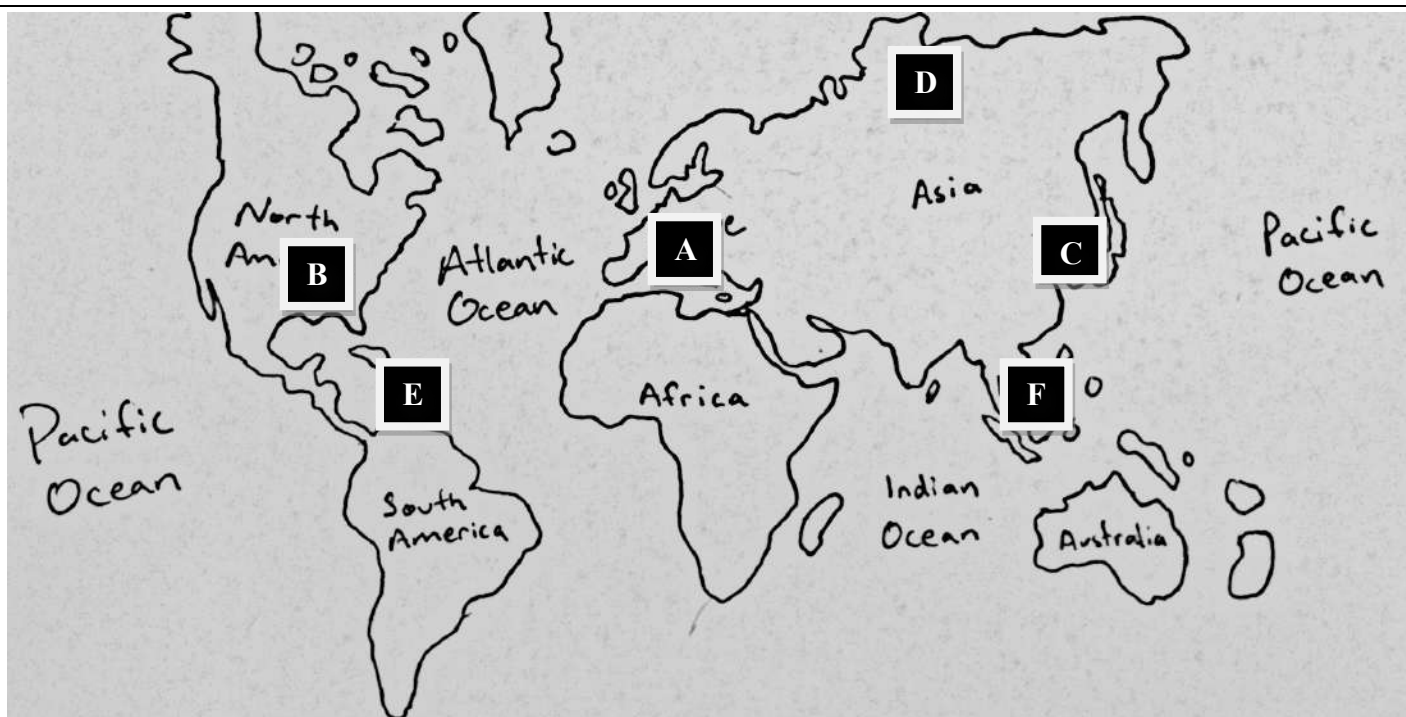 D
Asia
North
Am
B
A
e
C
Atlantic
Ocean
Pacific
Ocean
E
Africa
F
Pacific
Ocean
South
America
Indian
Ocean
Australia